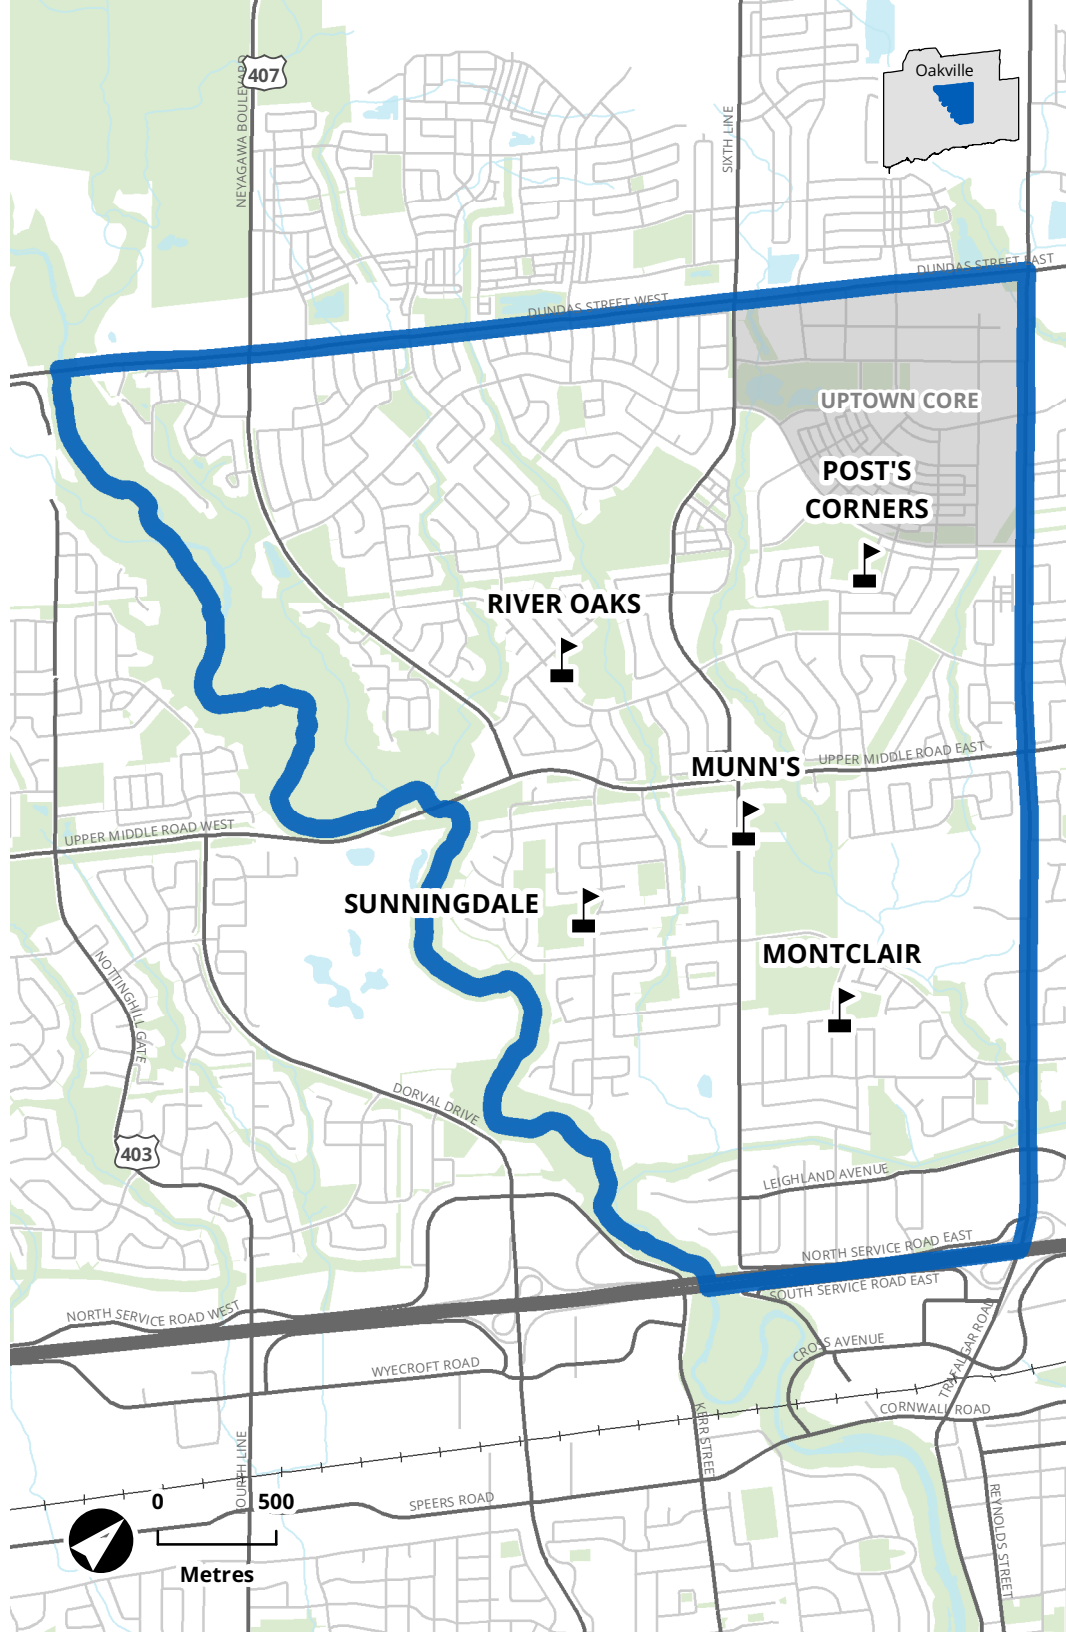 Oakville
407
NEYAGAWA BOULEVARD
SIXTH LINE
DUNDAS STREET EAST
DUNDAS STREET WEST
UPTOWN CORE
POST'S
CORNERS
RIVER OAKS
MUNN'S
UPPER MIDDLE ROAD EAST
UPPER MIDDLE ROAD WEST
SUNNINGDALE
MONTCLAIR
NOTTINGHILL GATE
DORVAL DRIVE
403
LEIGHLAND AVENUE
NORTH SERVICE ROAD EAST
SOUTH SERVICE ROAD EAST
NORTH SERVICE ROAD WEST
CROSS AVENUE
WYECROFT ROAD
TRAFALGAR ROAD
CORNWALL ROAD
KERR STREET
FOURTH LINE
SPEERS ROAD
REYNOLDS STREET
0 500
Metres